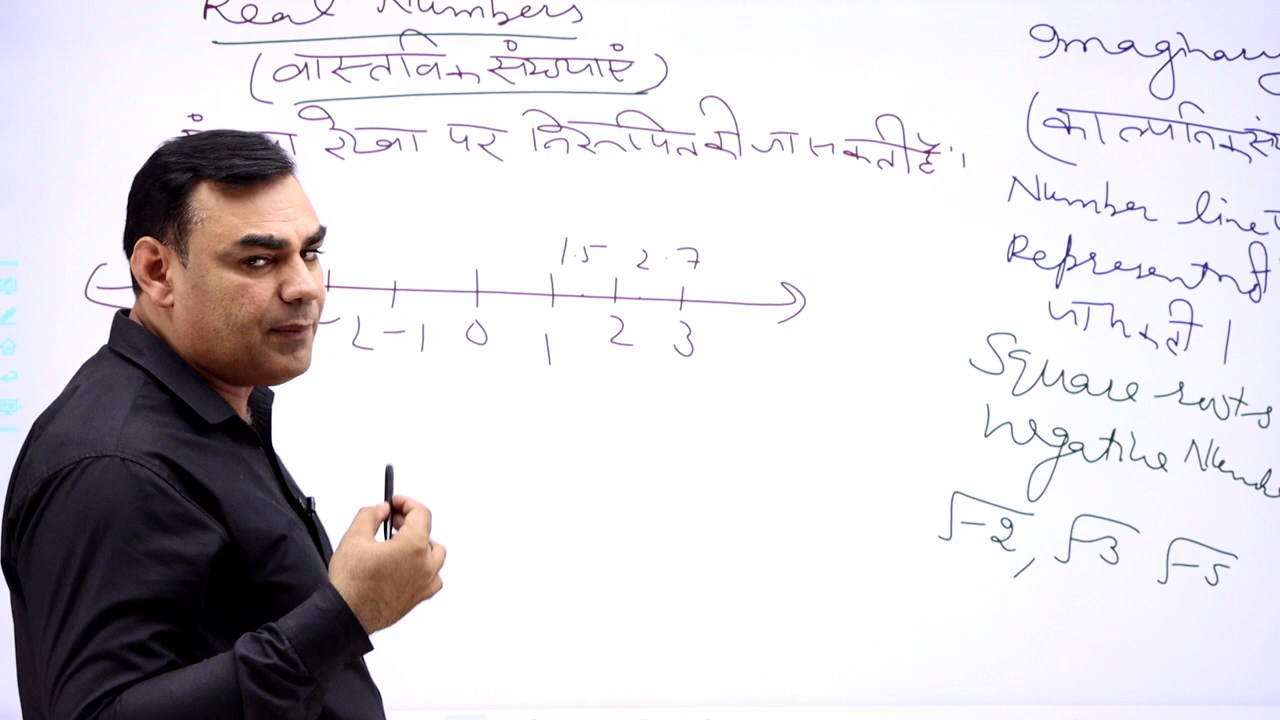 Real Numbers
(वास्तविक संख्याएं)
रेखा पर निरूपित की जा सकती हैं।
1.5 2.7
-2 -1 0 1 2 3
Imaginary
(काल्पनिक
Number line
Represent नहीं
जा सकती।
Square roots
negative
√-2, √-3 √-5